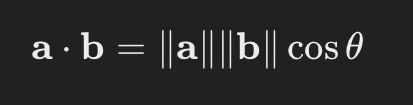 a · b = ‖a‖‖b‖ cos θ